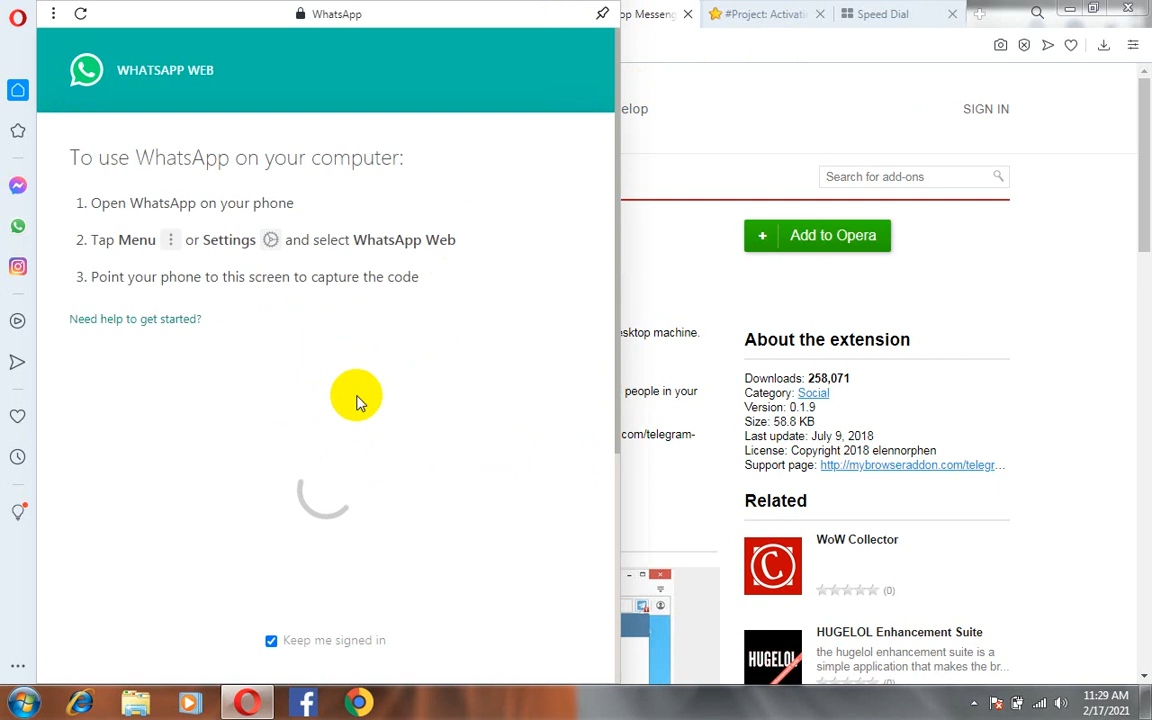 WhatsApp
pp Messeng
#Project: Activati
Speed Dial
WHATSAPP WEB
To use WhatsApp on your computer:
1. Open WhatsApp on your phone
2. Tap Menu or Settings and select WhatsApp Web
3. Point your phone to this screen to capture the code
Need help to get started?
Keep me signed in
elop
SIGN IN
Search for add-ons
+ Add to Opera
esktop machine.
people in your
com/telegram-
About the extension
Downloads: 258,071
Category: Social
Version: 0.1.9
Size: 58.8 KB
Last update: July 9, 2018
License: Copyright 2018 elennorphen
Support page: http://mybrowseraddon.com/telegr...
Related
WoW Collector
(0)
HUGELOL Enhancement Suite
the hugelol enhancement suite is a
simple application that makes the br...
HUGELOL
(0)
11:29 AM
2/17/2021